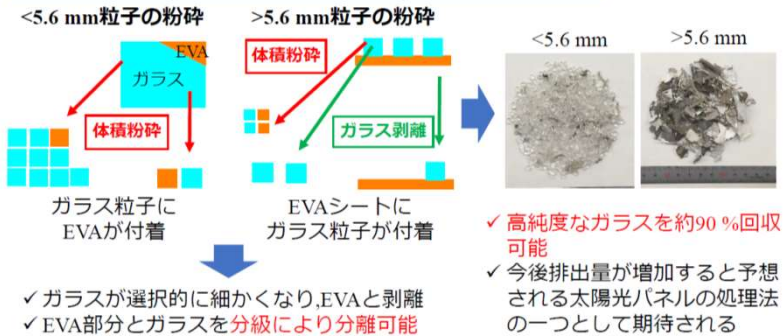 <5.6 mm粒子の粉砕
EVA
ガラス
体積粉砕
ガラス粒子に
EVAが付着
>5.6 mm粒子の粉砕
体積粉砕
ガラス剥離
EVAシートに
ガラス粒子が付着
✓ ガラスが選択的に細かくなり,EVAと剥離
✓ EVA部分とガラスを分級により分離可能
<5.6 mm
>5.6 mm
✓ 高純度なガラスを約90 %回収
可能
✓ 今後排出量が増加すると予想
される太陽光パネルの処理法
の一つとして期待される